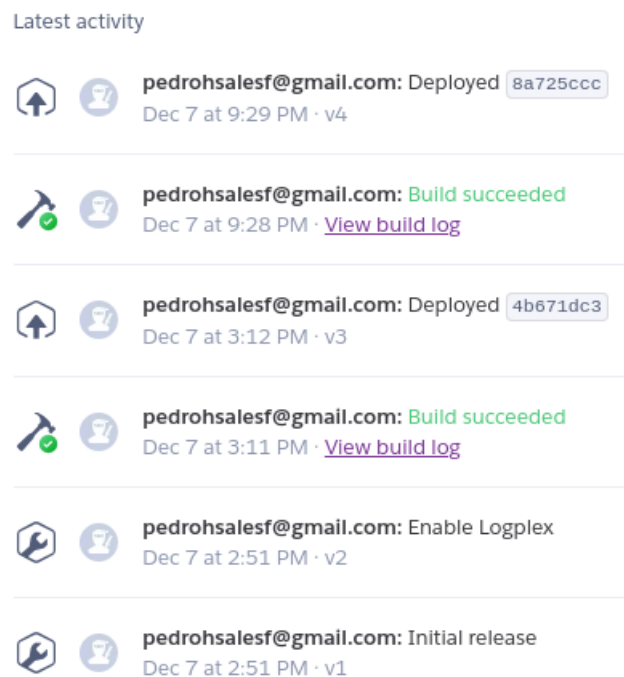 Latest activity
pedrohsalesf@gmail.com: Deployed 8a725ccc
Dec 7 at 9:29 PM · v4
pedrohsalesf@gmail.com: Build succeeded
Dec 7 at 9:28 PM · View build log
pedrohsalesf@gmail.com: Deployed 4b671dc3
Dec 7 at 3:12 PM · v3
pedrohsalesf@gmail.com: Build succeeded
Dec 7 at 3:11 PM · View build log
pedrohsalesf@gmail.com: Enable Logplex
Dec 7 at 2:51 PM · v2
pedrohsalesf@gmail.com: Initial release
Dec 7 at 2:51 PM · v1